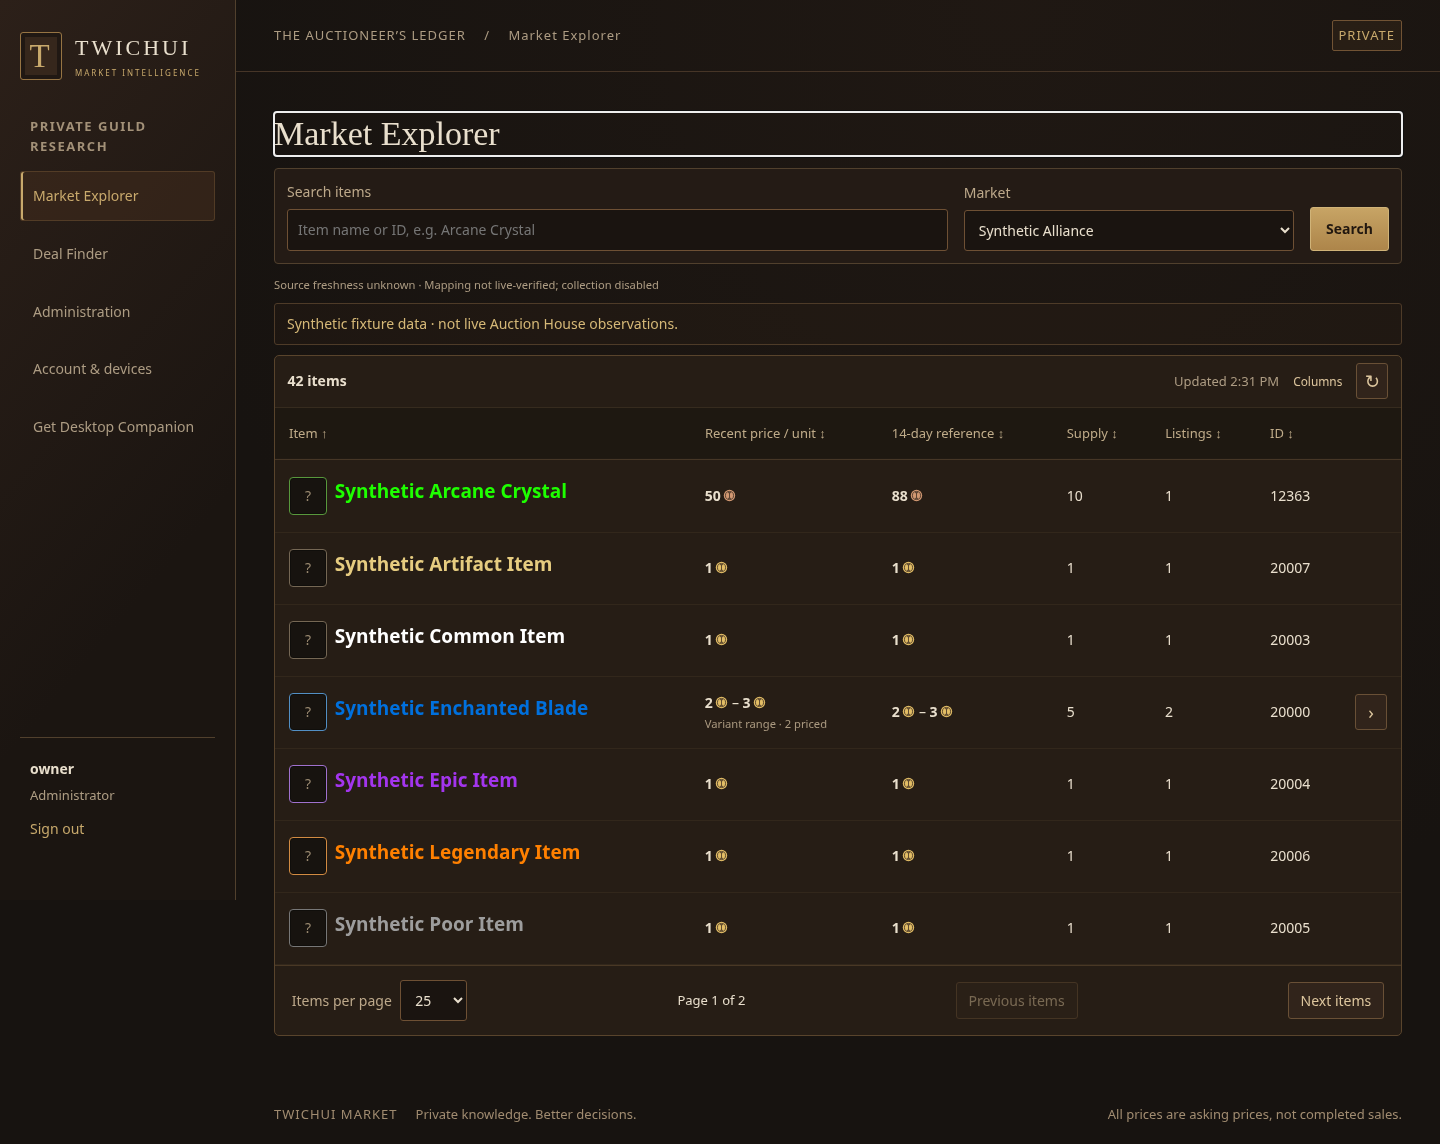 T
TWICHUI
MARKET INTELLIGENCE
PRIVATE GUILD
RESEARCH
Market Explorer
Deal Finder
Administration
Account & devices
Get Desktop Companion
owner
Administrator
Sign out
THE AUCTIONEER’S LEDGER / Market Explorer
PRIVATE
Market Explorer
Search items
Item name or ID, e.g. Arcane Crystal
Market
Synthetic Alliance
Search
Source freshness unknown · Mapping not live-verified; collection disabled
Synthetic fixture data · not live Auction House observations.
42 items Updated 2:31 PM Columns ↻
Item ↑ Recent price / unit ↕ 14-day reference ↕ Supply ↕ Listings ↕ ID ↕
? Synthetic Arcane Crystal 50 88 10 1 12363
? Synthetic Artifact Item 1 1 1 1 20007
? Synthetic Common Item 1 1 1 1 20003
? Synthetic Enchanted Blade 2 – 3 2 – 3 5 2 20000 ›
Variant range · 2 priced
? Synthetic Epic Item 1 1 1 1 20004
? Synthetic Legendary Item 1 1 1 1 20006
? Synthetic Poor Item 1 1 1 1 20005
Items per page 25 Page 1 of 2 Previous items Next items
TWICHUI MARKET Private knowledge. Better decisions. All prices are asking prices, not completed sales.